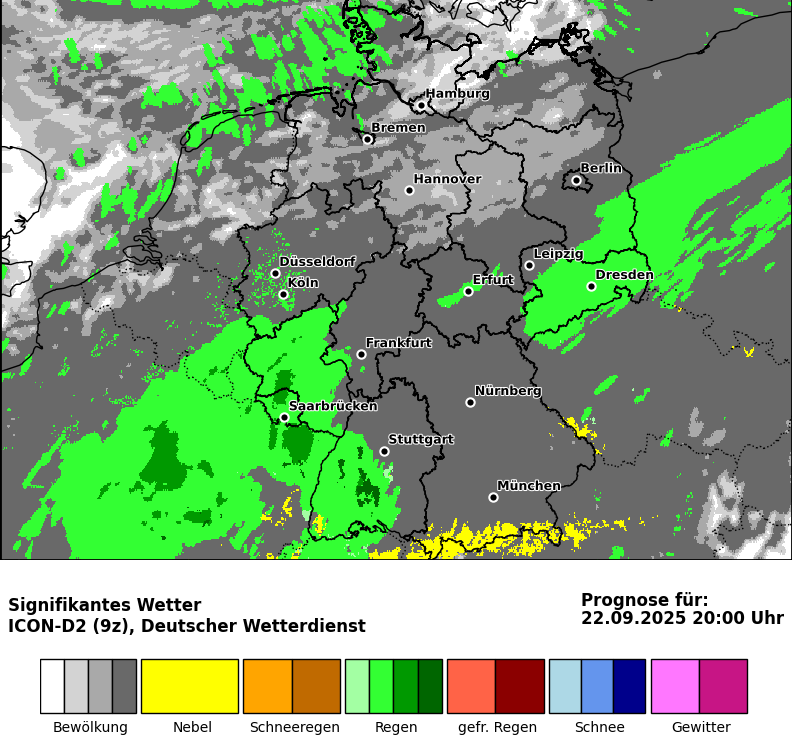 Hamburg
Bremen
Berlin
Hannover
Leipzig
Düsseldorf
Dresden
Köln
Erfurt
Frankfurt
Nürnberg
Saarbrücken
Stuttgart
München
Signifikantes Wetter
ICON-D2 (9z), Deutscher Wetterdienst
Prognose für:
22.09.2025 20:00 Uhr
Bewölkung
Nebel
Schneeregen
Regen
gefr. Regen
Schnee
Gewitter